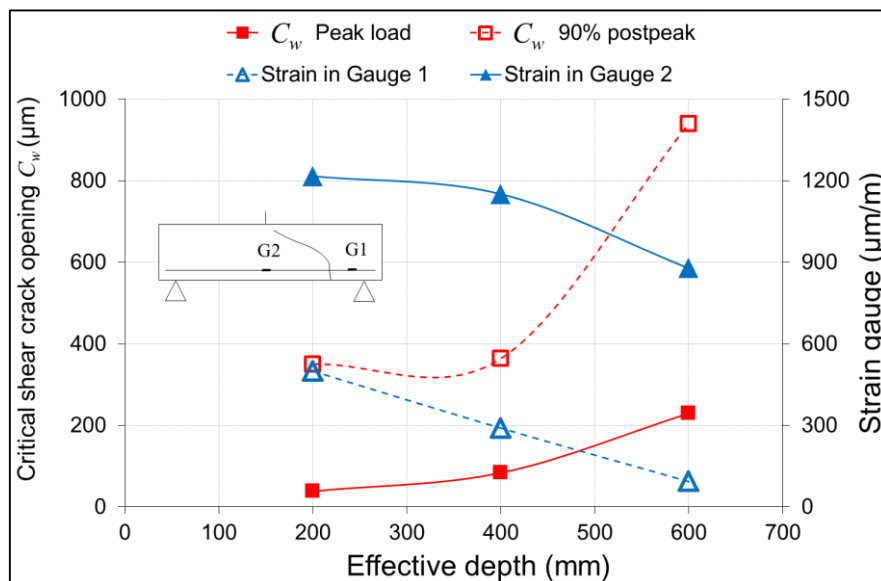 C_w Peak load
C_w 90% postpeak
Strain in Gauge 1
Strain in Gauge 2
Critical shear crack opening C_w (µm)
1000
800
600
400
200
0
G2
G1
1500
1200
900
600
300
0
Strain gauge (µm/m)
0 100 200 300 400 500 600 700
Effective depth (mm)